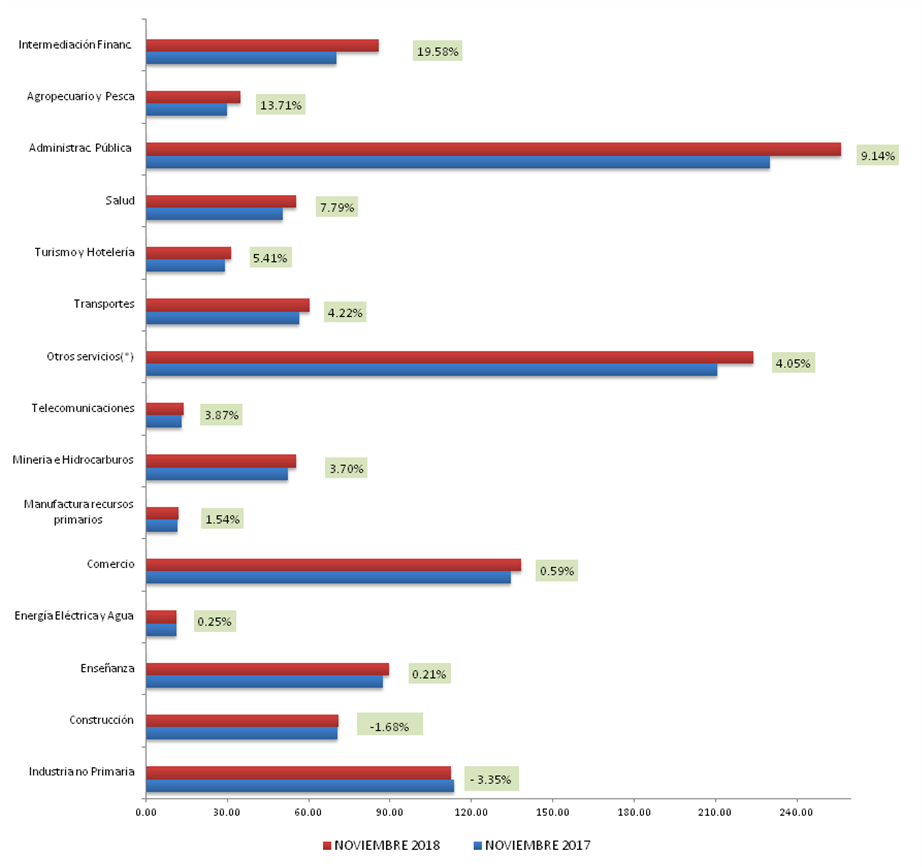 Intermediación Financ.
19.58%
Agropecuario y Pesca
13.71%
Administrac. Pública
9.14%
Salud
7.79%
Turismo y Hotelería
5.41%
Transportes
4.22%
Otros servicios(*)
4.05%
Telecomunicaciones
3.87%
Mineria e Hidrocarburos
3.70%
Manufactura recursos
primarios
1.54%
Comercio
0.59%
Energía Eléctrica y Agua
0.25%
Enseñanza
0.21%
Construcción
-1.68%
Industria no Primaria
- 3.35%
0.00 30.00 60.00 90.00 120.00 150.00 180.00 210.00 240.00
NOVIEMBRE 2018 NOVIEMBRE 2017